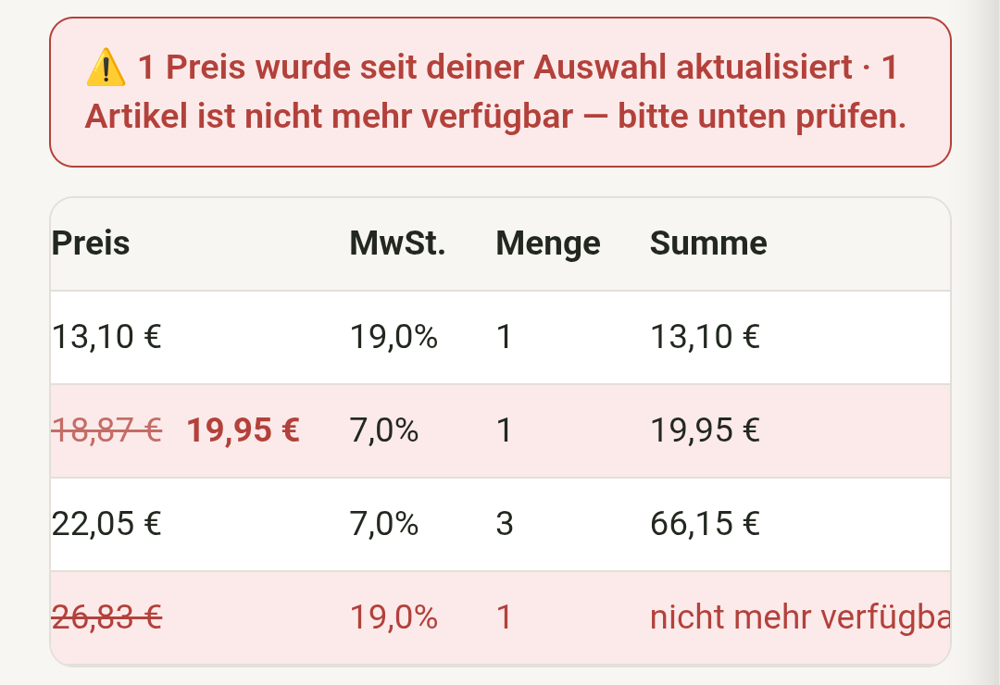 ⚠️ 1 Preis wurde seit deiner Auswahl aktualisiert · 1
Artikel ist nicht mehr verfügbar — bitte unten prüfen.
Preis MwSt. Menge Summe
13,10 € 19,0% 1 13,10 €
18,87 € 19,95 € 7,0% 1 19,95 €
22,05 € 7,0% 3 66,15 €
26,83 € 19,0% 1 nicht mehr verfügba